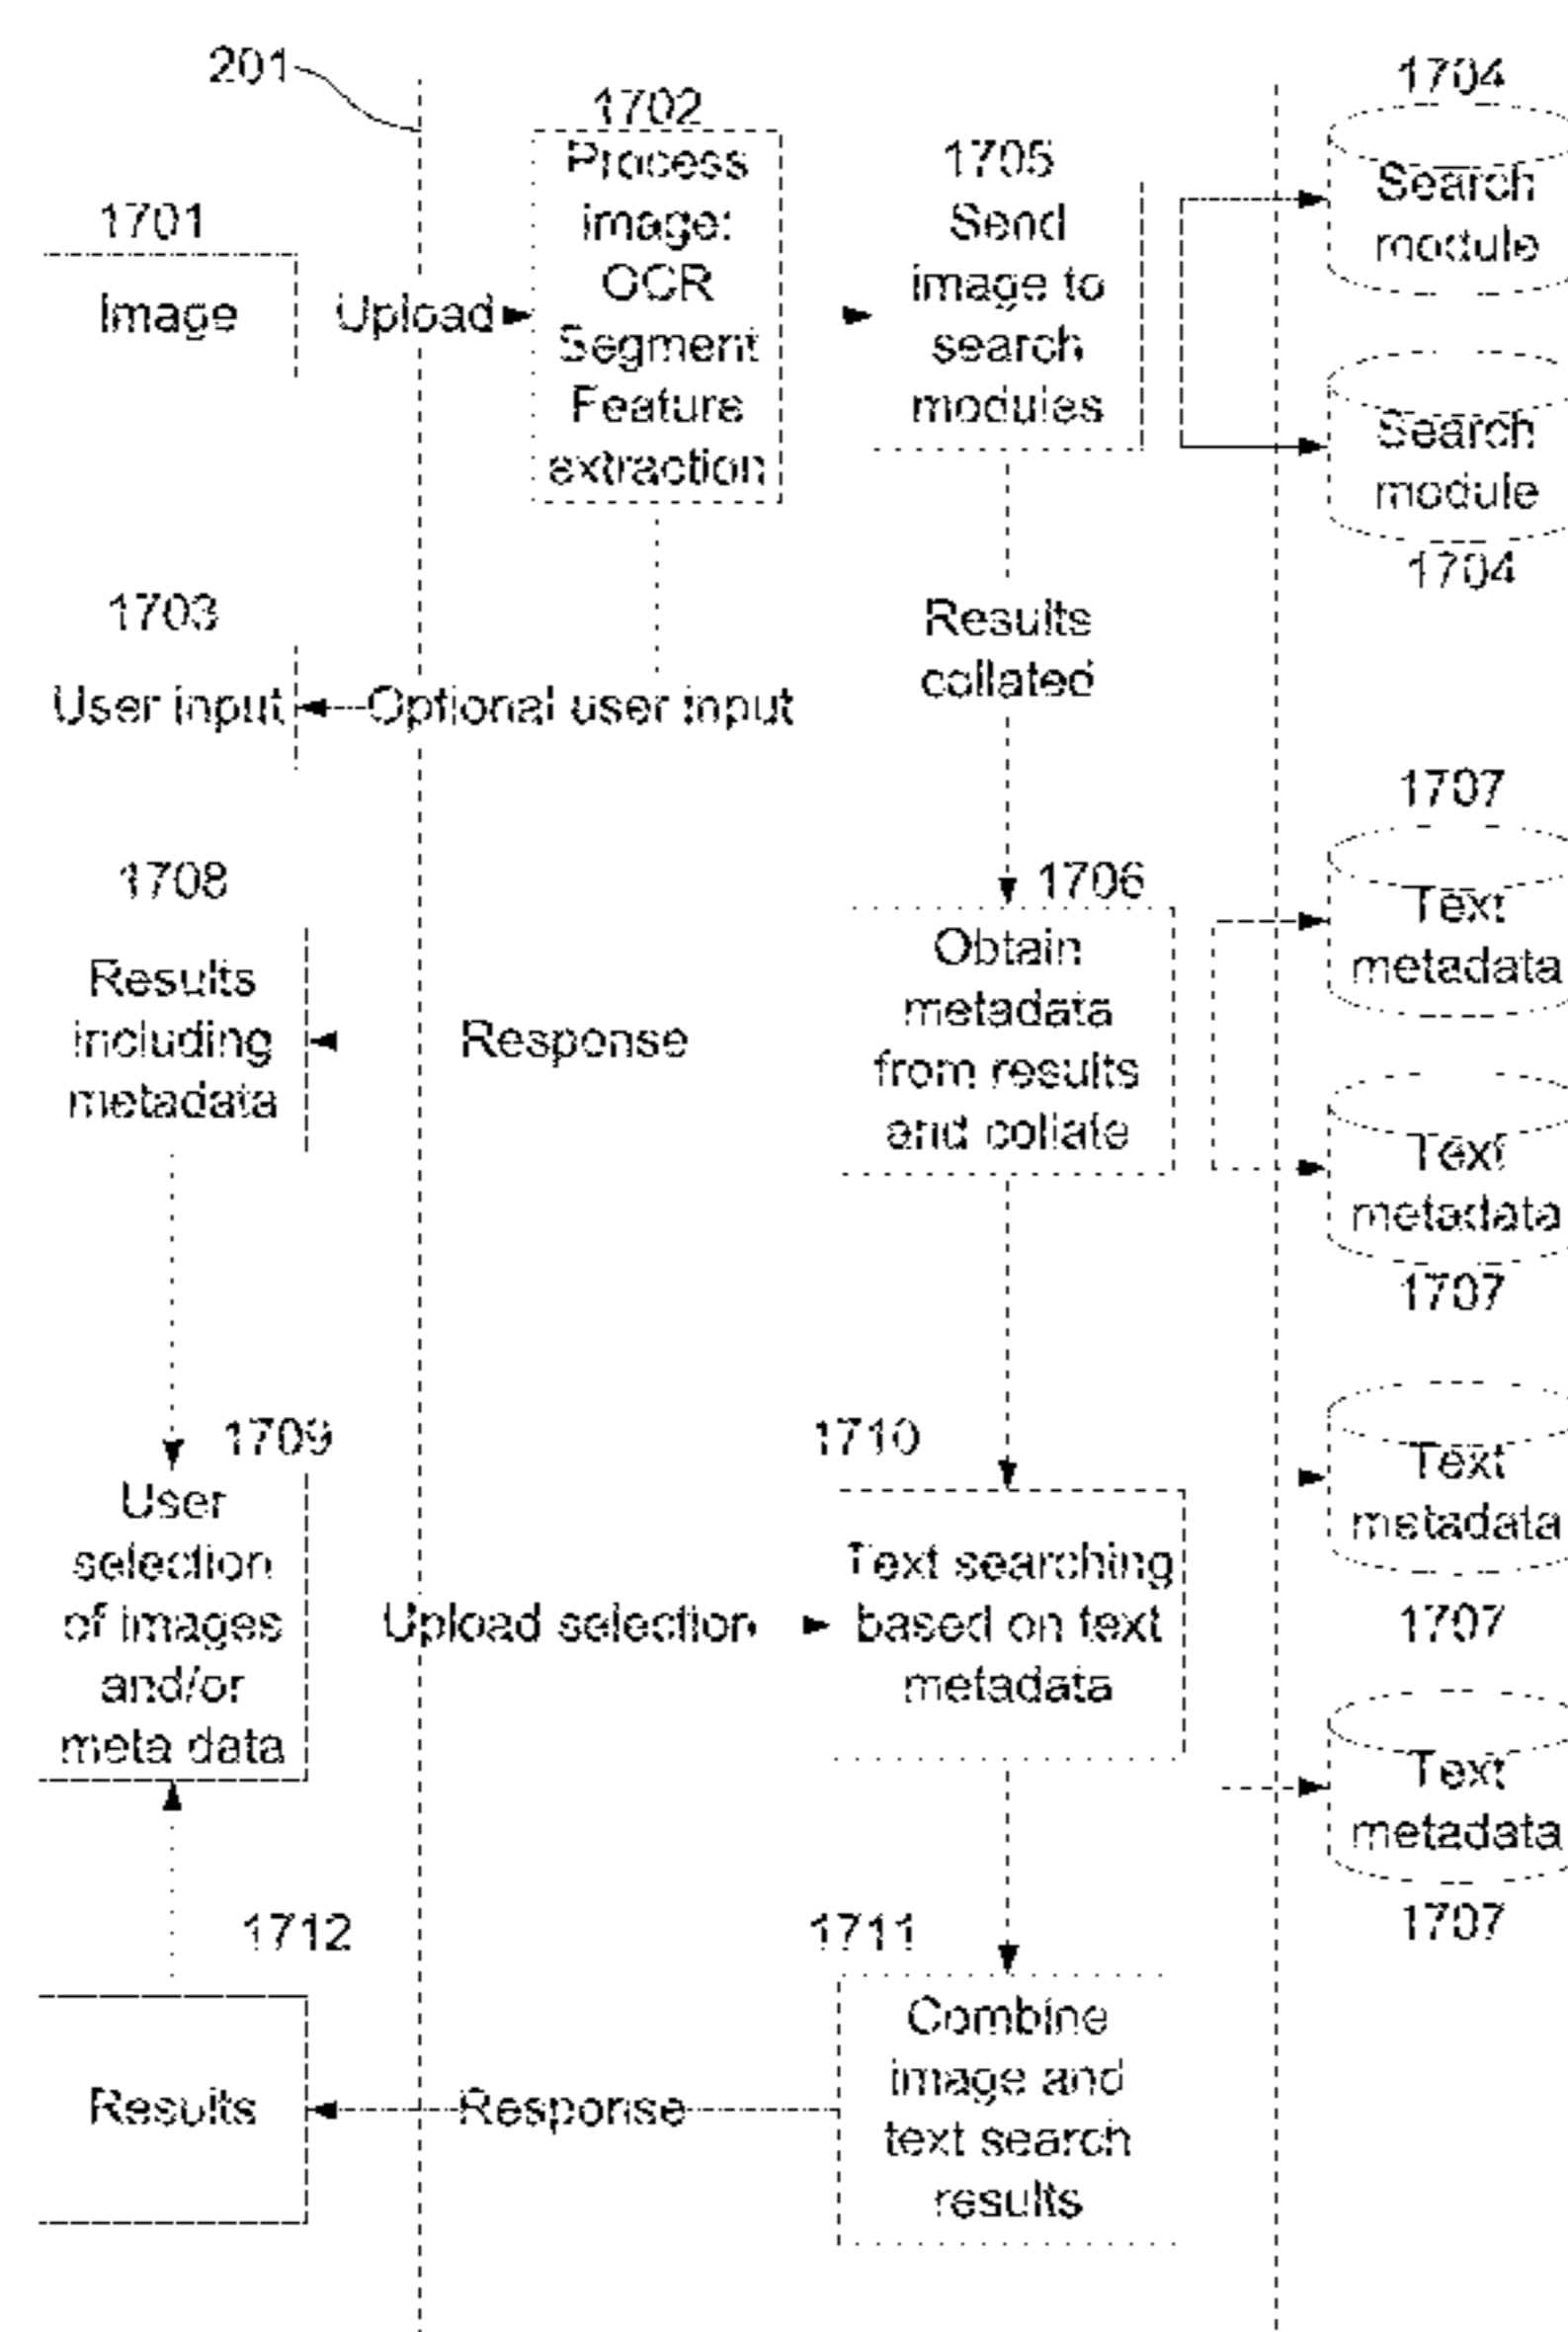 201
1701
Image
Upload
1702
Process
image:
OCR
Segment
Feature
extraction
1705
Send
image to
search
modules
1704
Search
module
Search
module
1704
1703
User input
Optional user input
Results
collated
1708
Results
including
metadata
Response
1706
Obtain
metadata
from results
and collate
1707
Text
metadata
Text
metadata
1707
1709
User
selection
of images
and/or
meta data
Upload selection
1710
Text searching
based on text
metadata
Text
metadata
1707
Text
metadata
1707
1712
Results
Response
1711
Combine
image and
text search
results